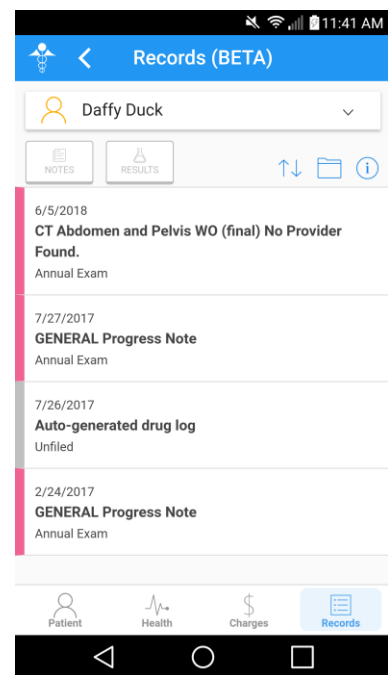 11:41 AM
Records (BETA)
Daffy Duck
NOTES
RESULTS
6/5/2018
CT Abdomen and Pelvis WO (final) No Provider
Found.
Annual Exam
7/27/2017
GENERAL Progress Note
Annual Exam
7/26/2017
Auto-generated drug log
Unfiled
2/24/2017
GENERAL Progress Note
Annual Exam
Patient
Health
Charges
Records